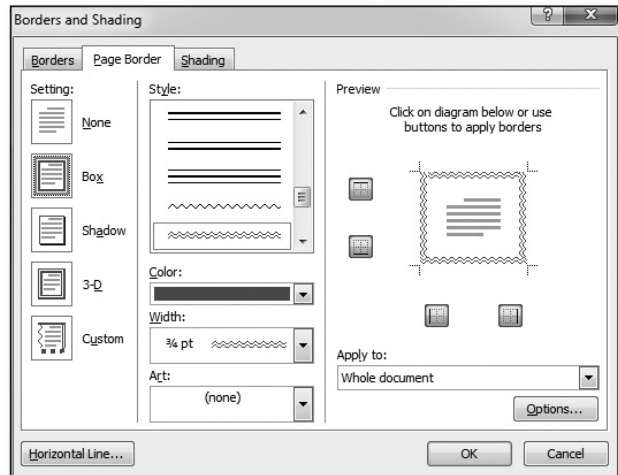 Borders and Shading
Borders Page Border Shading
Setting:
None
Box
Shadow
3-D
Custom
Style:
Color:
Width:
¾ pt
Art:
(none)
Preview
Click on diagram below or use
buttons to apply borders
Apply to:
Whole document
Options...
Horizontal Line...
OK Cancel